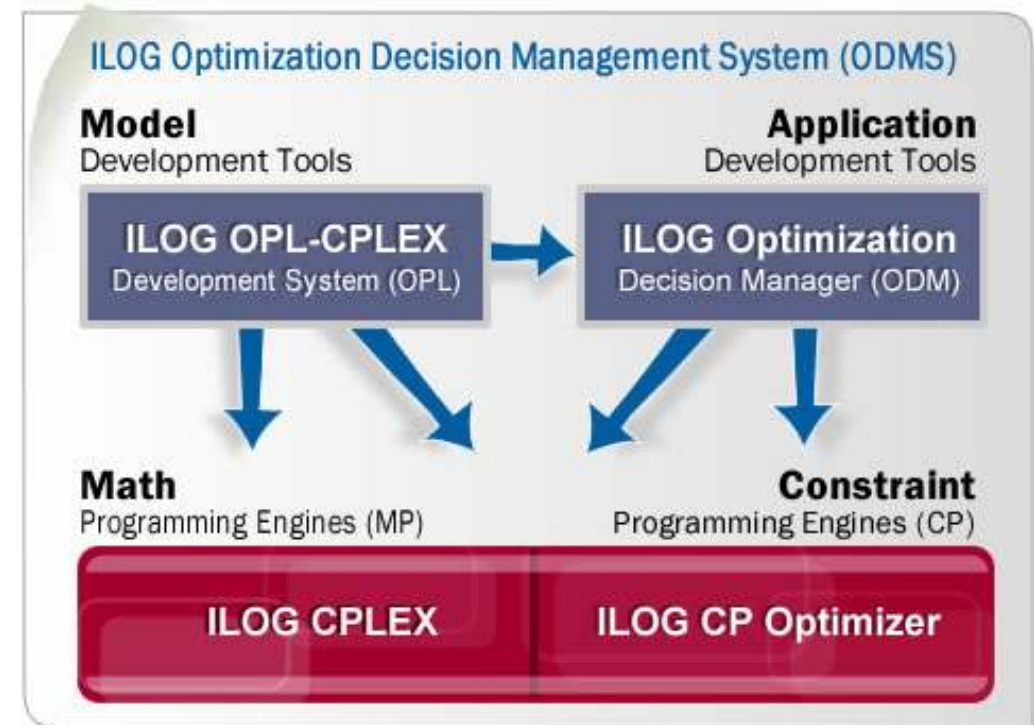 ILOG Optimization Decision Management System (ODMS)
Model
Development Tools
Application
Development Tools
ILOG OPL-CPLEX
Development System (OPL)
ILOG Optimization
Decision Manager (ODM)
Math
Programming Engines (MP)
Constraint
Programming Engines (CP)
ILOG CPLEX
ILOG CP Optimizer